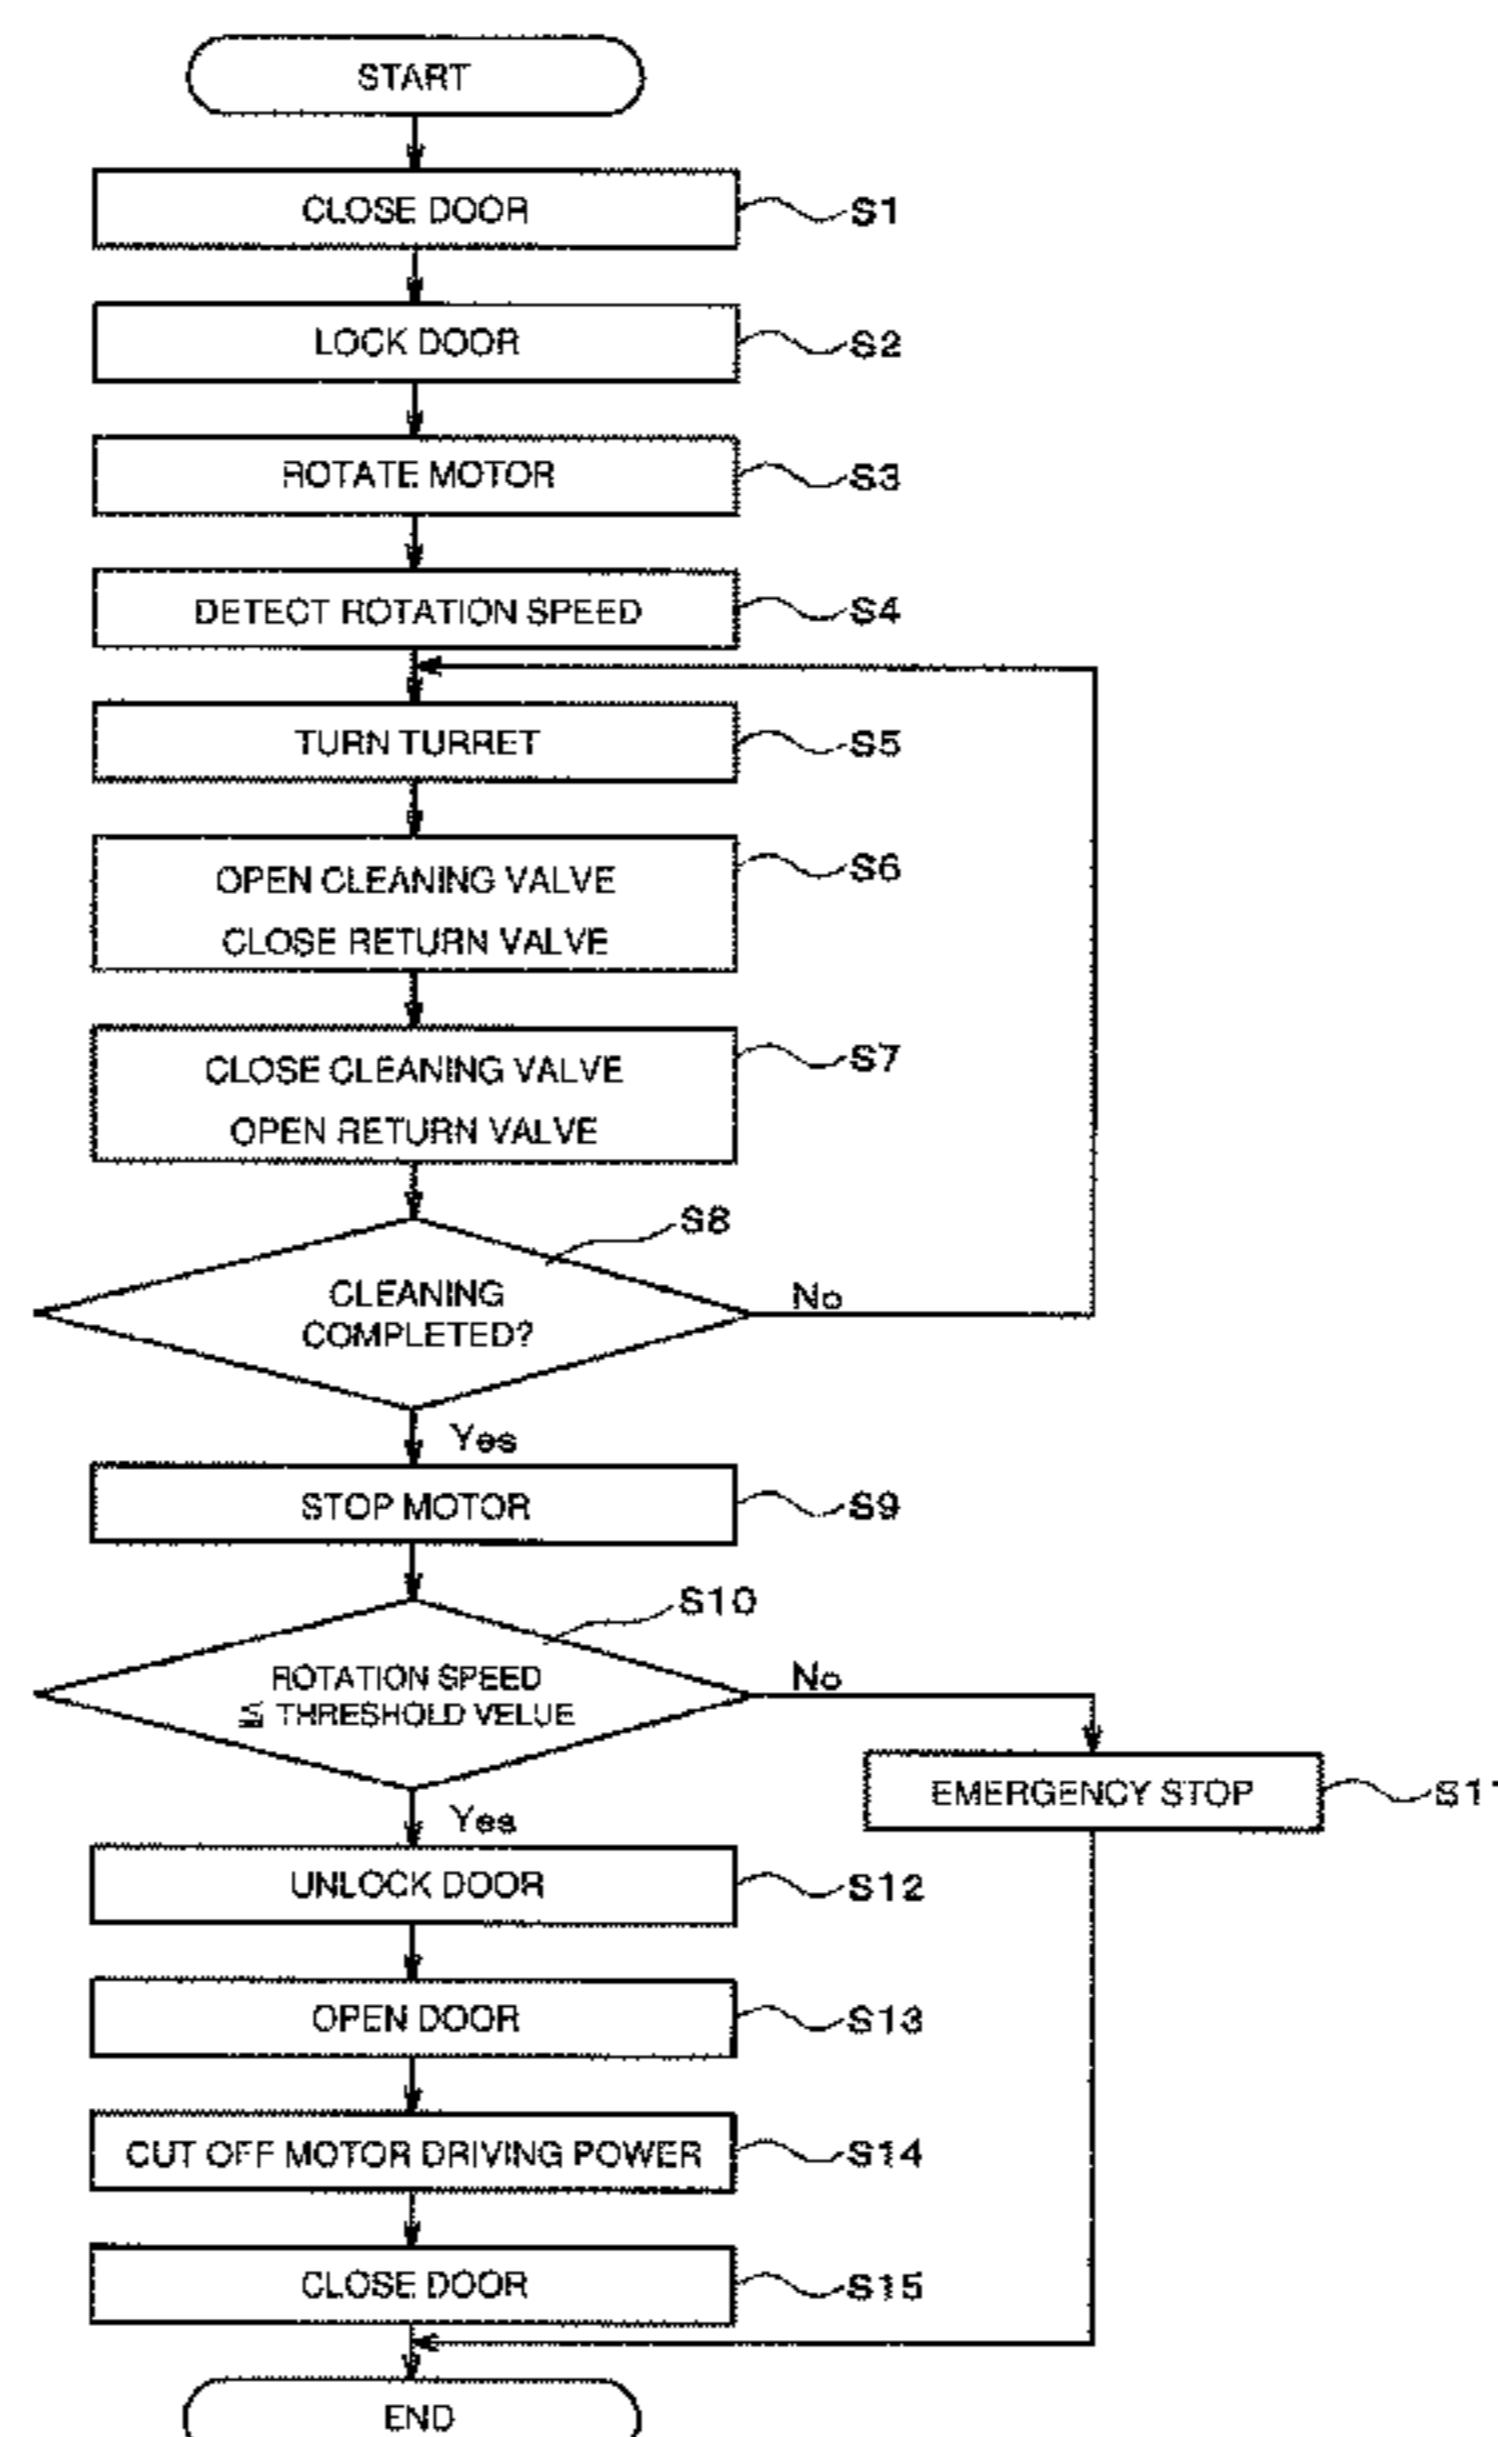 START
CLOSE DOOR
S1
LOCK DOOR
S2
ROTATE MOTOR
S3
DETECT ROTATION SPEED
S4
TURN TURRET
S5
OPEN CLEANING VALVE
CLOSE RETURN VALVE
S6
CLOSE CLEANING VALVE
OPEN RETURN VALVE
S7
S8
CLEANING
COMPLETED?
No
Yes
STOP MOTOR
S9
S10
ROTATION SPEED
≦ THRESHOLD VELUE
No
EMERGENCY STOP
Yes
UNLOCK DOOR
S12
OPEN DOOR
S13
CUT OFF MOTOR DRIVING POWER
S14
CLOSE DOOR
S15
END